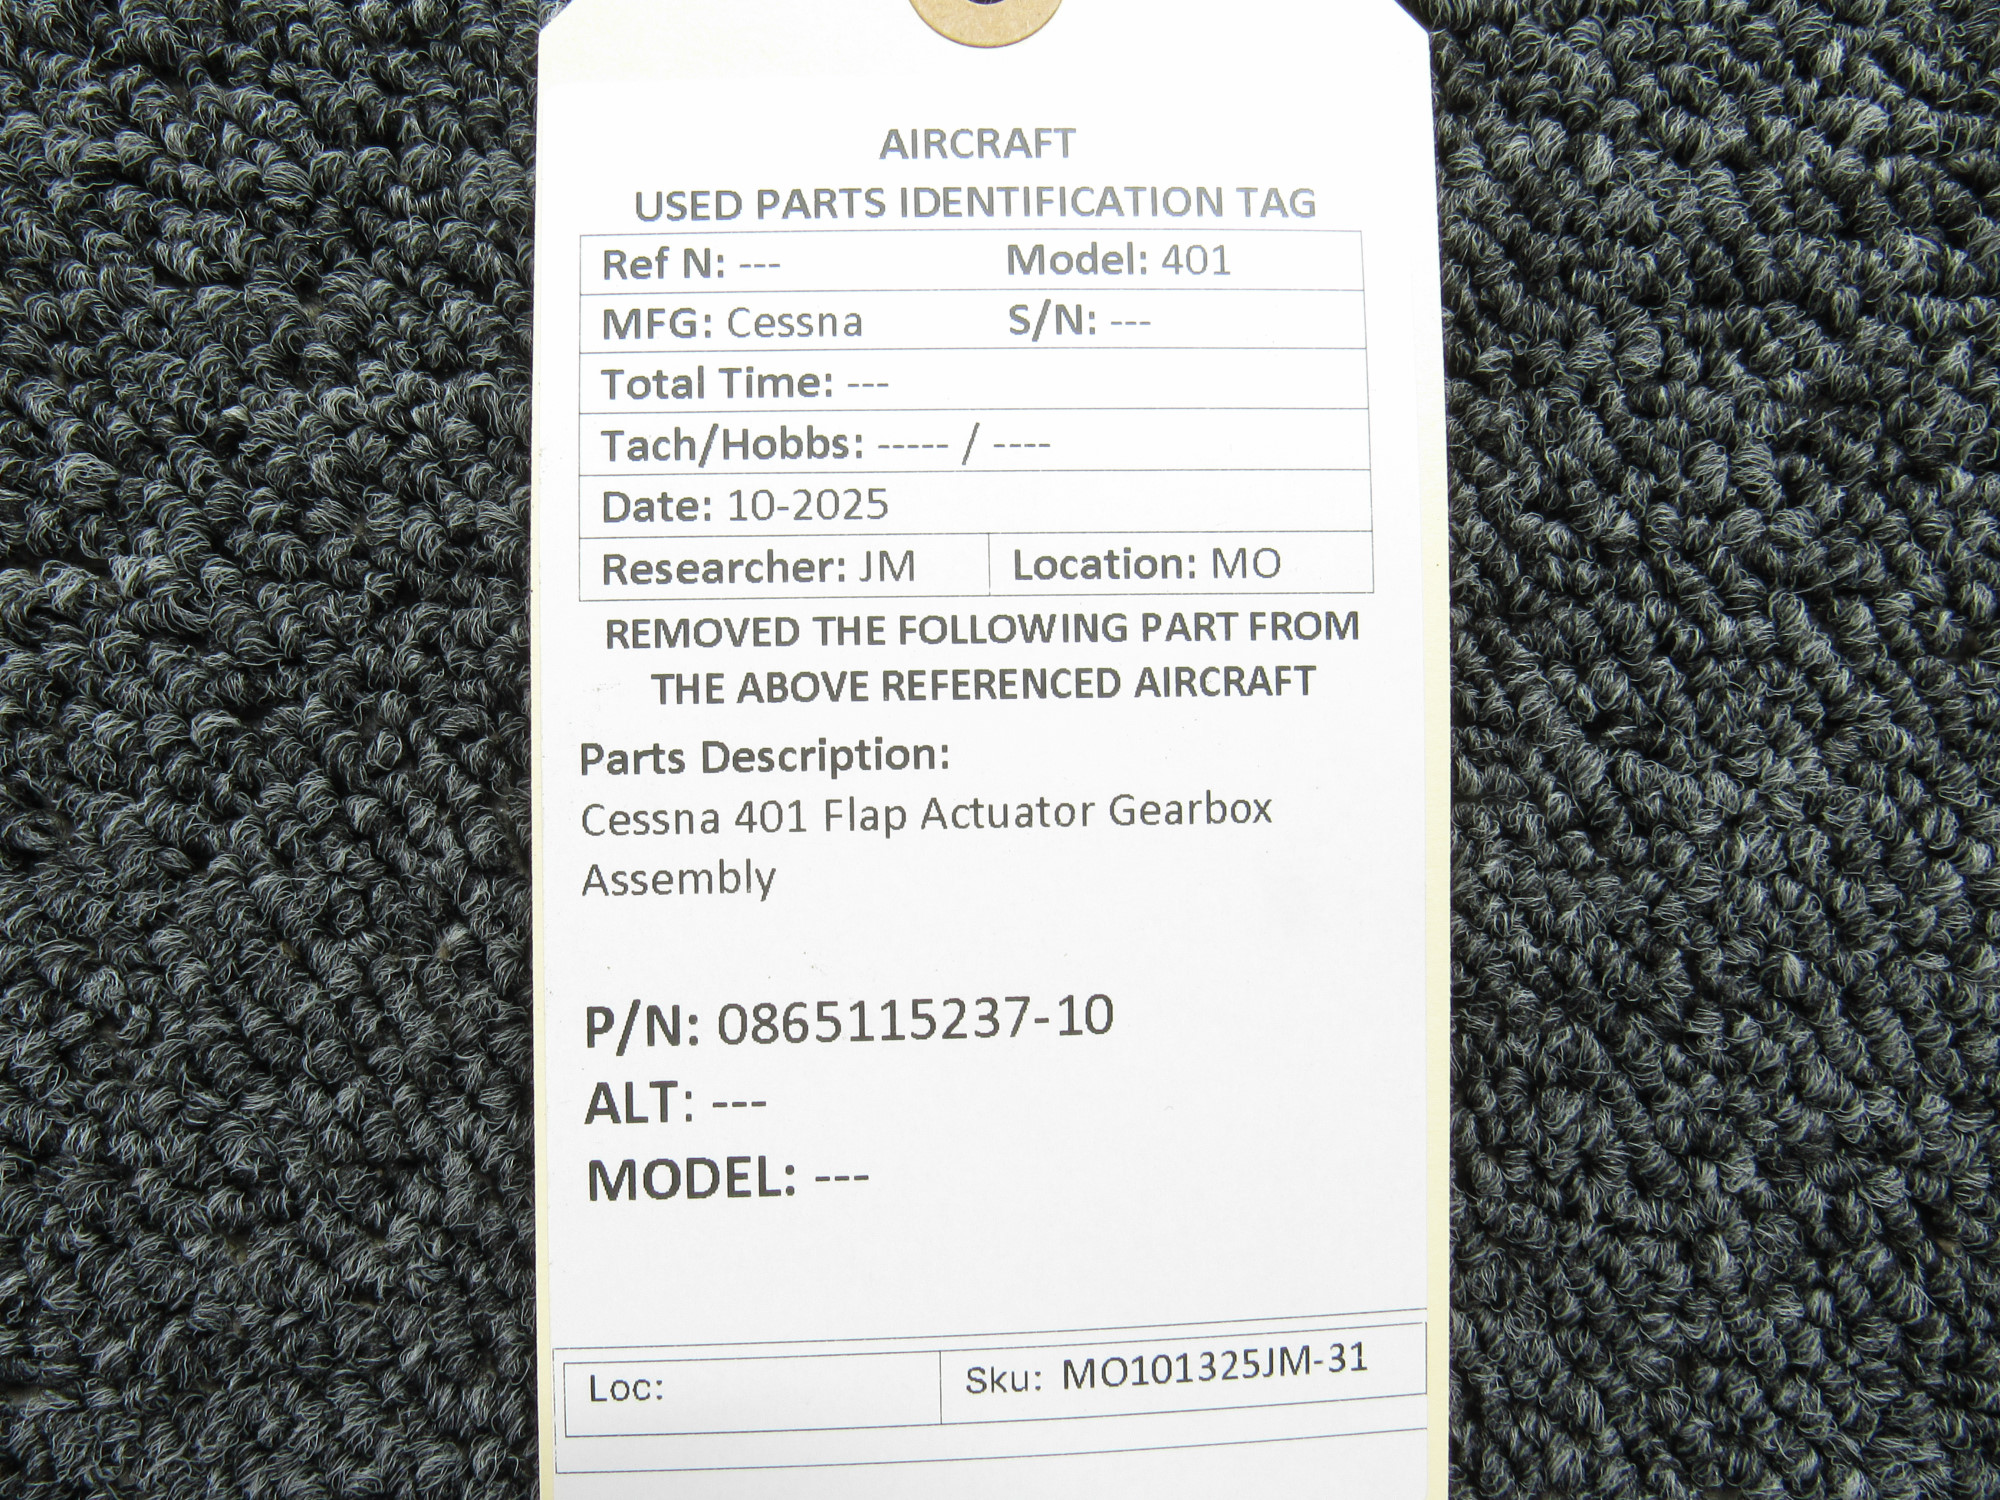 AIRCRAFT
USED PARTS IDENTIFICATION TAG
Ref N: --- Model: 401
MFG: Cessna S/N: ---
Total Time: ---
Tach/Hobbs: ----- / ----
Date: 10-2025
Researcher: JM Location: MO
REMOVED THE FOLLOWING PART FROM
THE ABOVE REFERENCED AIRCRAFT
Parts Description:
Cessna 401 Flap Actuator Gearbox
Assembly
P/N: 0865115237-10
ALT: ---
MODEL: ---
Loc: Sku: MO101325JM-31